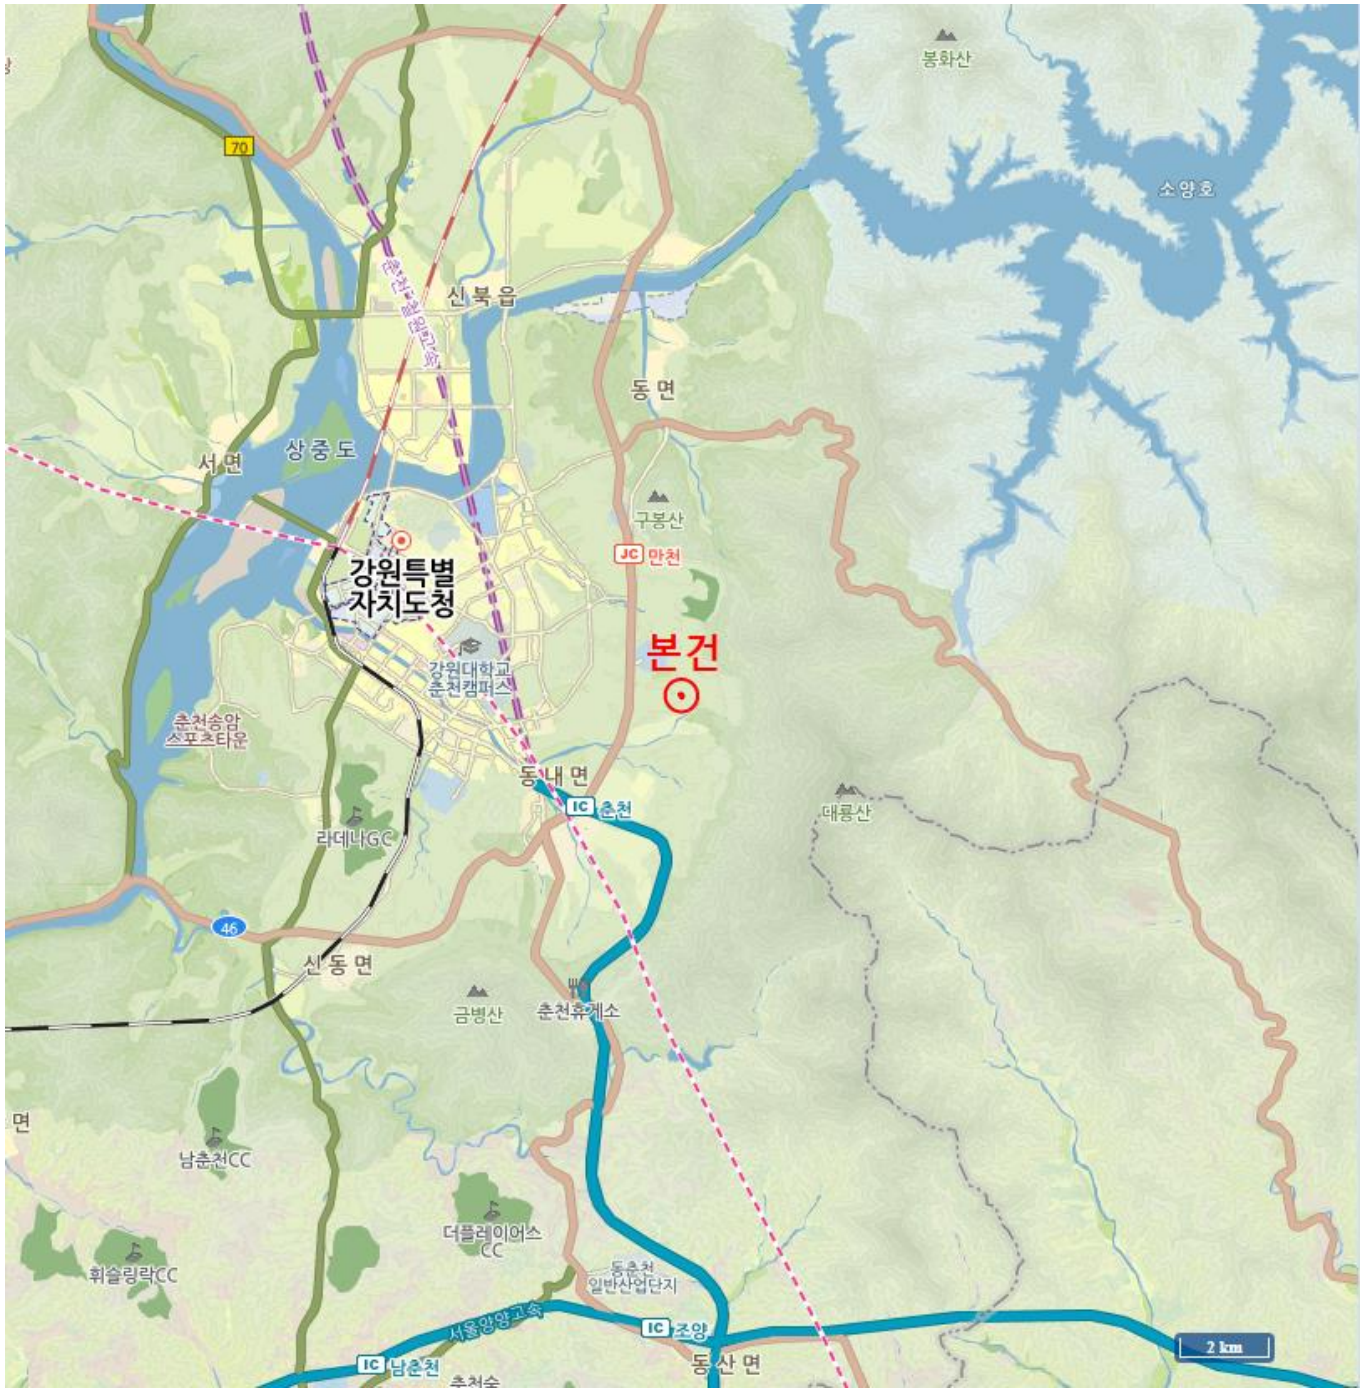 봉화산
70
소양호
춘천-철원고속
신북읍
동면
상중도
서면
구봉산
JC 만천
강원특별
자치도청
본건
강원대학교
춘천캠퍼스
춘천송암
스포츠타운
동내면
IC 춘천
대룡산
라데나GC
46
신동면
금병산
춘천휴게소
면
남춘천CC
더플레이어스
CC
휘슬링락CC
동춘천
일반산업단지
서울양양고속
IC 조양
2 km
IC 남춘천
동산면